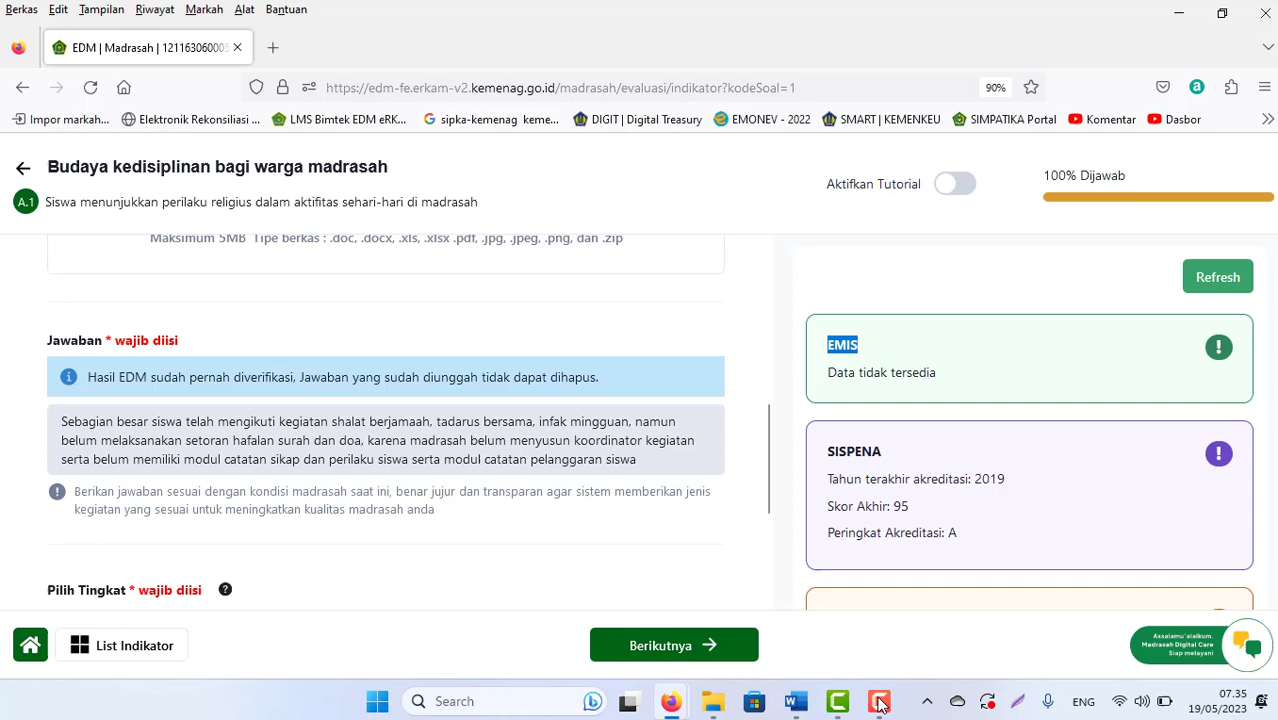 Berkas Edit Tampilan Riwayat Markah Alat Bantuan
EDM | Madrasah | 121163060005
https://edm-fe.erkam-v2.kemenag.go.id/madrasah/evaluasi/indikator?kodeSoal=1
90%
Impor markah... Elektronik Rekonsiliasi ... LMS Bimtek EDM eRK... sipka-kemenag keme... DIGIT | Digital Treasury EMONEV - 2022 SMART | KEMENKEU SIMPATIKA Portal Komentar Dasbor
Budaya kedisiplinan bagi warga madrasah
A.1 Siswa menunjukkan perilaku religius dalam aktifitas sehari-hari di madrasah
Aktifkan Tutorial
100% Dijawab
Maksimum 5MB Tipe berkas : .doc, .docx, .xls, .xlsx .pdf, .jpg, .jpeg, .png, dan .zip
Jawaban * wajib diisi
Hasil EDM sudah pernah diverifikasi, Jawaban yang sudah diunggah tidak dapat dihapus.
Sebagian besar siswa telah mengikuti kegiatan shalat berjamaah, tadarus bersama, infak mingguan, namun
belum melaksanakan setoran hafalan surah dan doa, karena madrasah belum menyusun koordinator kegiatan
serta belum memiliki modul catatan sikap dan perilaku siswa serta modul catatan pelanggaran siswa
Berikan jawaban sesuai dengan kondisi madrasah saat ini, benar jujur dan transparan agar sistem memberikan jenis
kegiatan yang sesuai untuk meningkatkan kualitas madrasah anda
Pilih Tingkat * wajib diisi
Refresh
EMIS
Data tidak tersedia
SISPENA
Tahun terakhir akreditasi: 2019
Skor Akhir: 95
Peringkat Akreditasi: A
List Indikator
Berikutnya
Assalamu'alaikum.
Madrasah Digital Care
Siap melayani
Search
ENG
07.35
19/05/2023